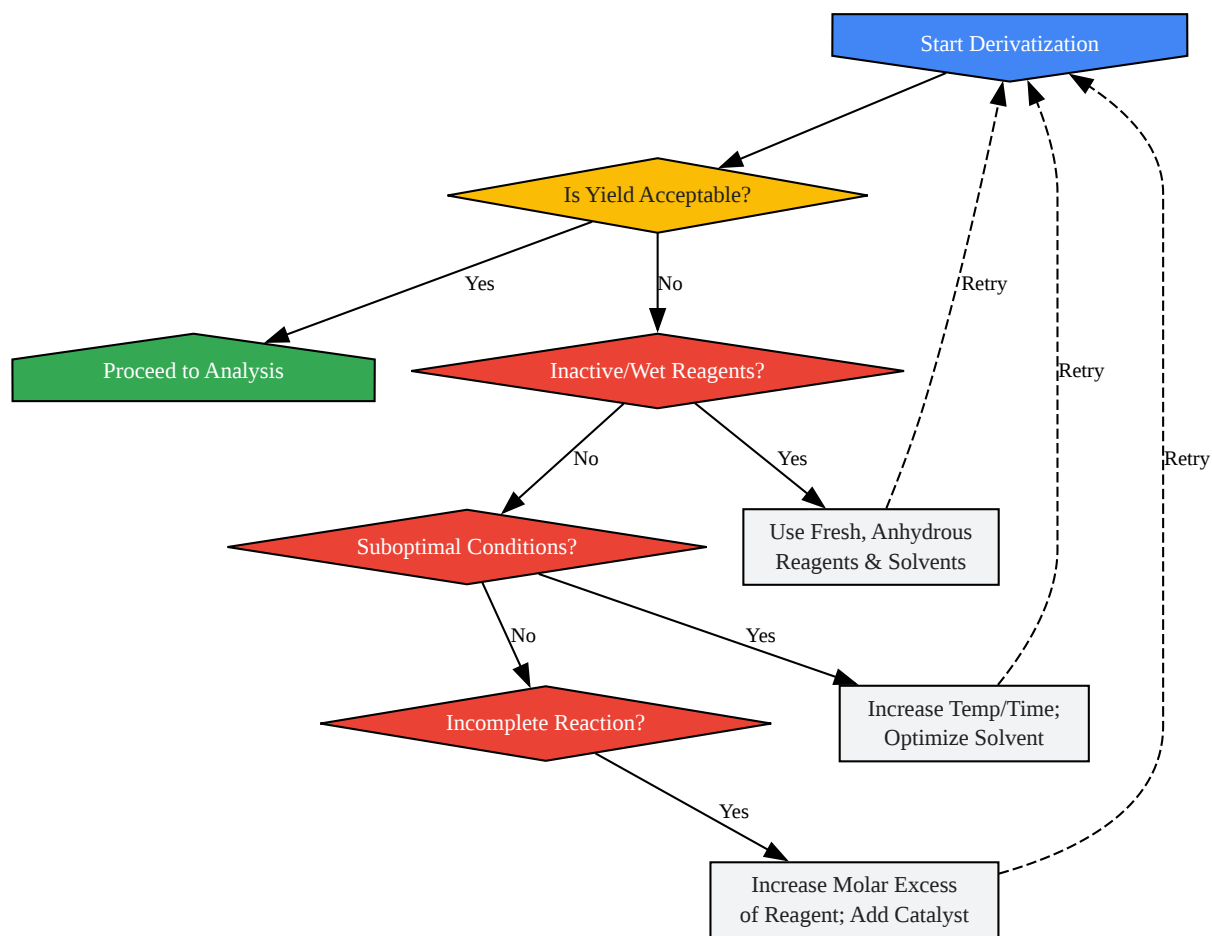 Start Derivatization
Is Yield Acceptable?
Yes
No
Retry
Proceed to Analysis
Inactive/Wet Reagents?
Retry
No
Yes
Retry
Suboptimal Conditions?
Use Fresh, Anhydrous
Reagents & Solvents
No
Yes
Incomplete Reaction?
Increase Temp/Time;
Optimize Solvent
Yes
Increase Molar Excess
of Reagent; Add Catalyst